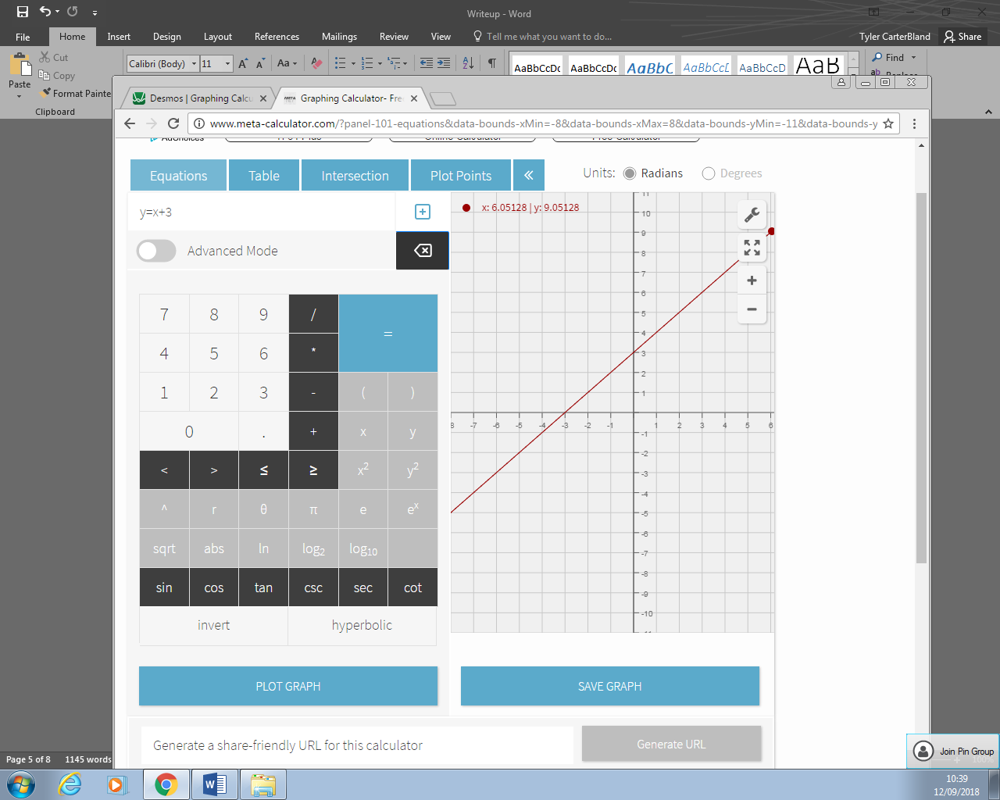 Writeup - Word
File Home Insert Design Layout References Mailings Review View Tell me what you want to do... Tyler CarterBland Share
Paste
Cut
Copy
Format Painte
Clipboard
Calibri (Body) 11
Aa
AaBbCcDc AaBbCcDc AaBbC AaBbCcD AaBbCcD AaB
Find
Desmos | Graphing Calcu
Graphing Calculator- Fre
www.meta-calculator.com/?panel-101-equations&data-bounds-xMin=-8&data-bounds-xMax=8&data-bounds-yMin=-11&data-bounds-y
Equations Table Intersection Plot Points «
Units: Radians Degrees
y=x+3
Advanced Mode
7 8 9 / =
4 5 6 *
1 2 3 - ( )
0 . + x y
< > ≤ ≥ x² y²
^ r θ π e eˣ
sqrt abs ln log₂ log₁₀
sin cos tan csc sec cot
invert hyperbolic
PLOT GRAPH
x: 6.05128 | y: 9.05128
11
10
9
8
7
6
5
4
3
2
1
8 -7 -6 -5 -4 -3 -2 -1 1 2 3 4 5 6
-1
-2
-3
-4
-5
-6
-7
-8
-9
-10
SAVE GRAPH
Generate a share-friendly URL for this calculator
Generate URL
Page 5 of 8 1145 words
Join Pin Group
100%
10:39
12/09/2018